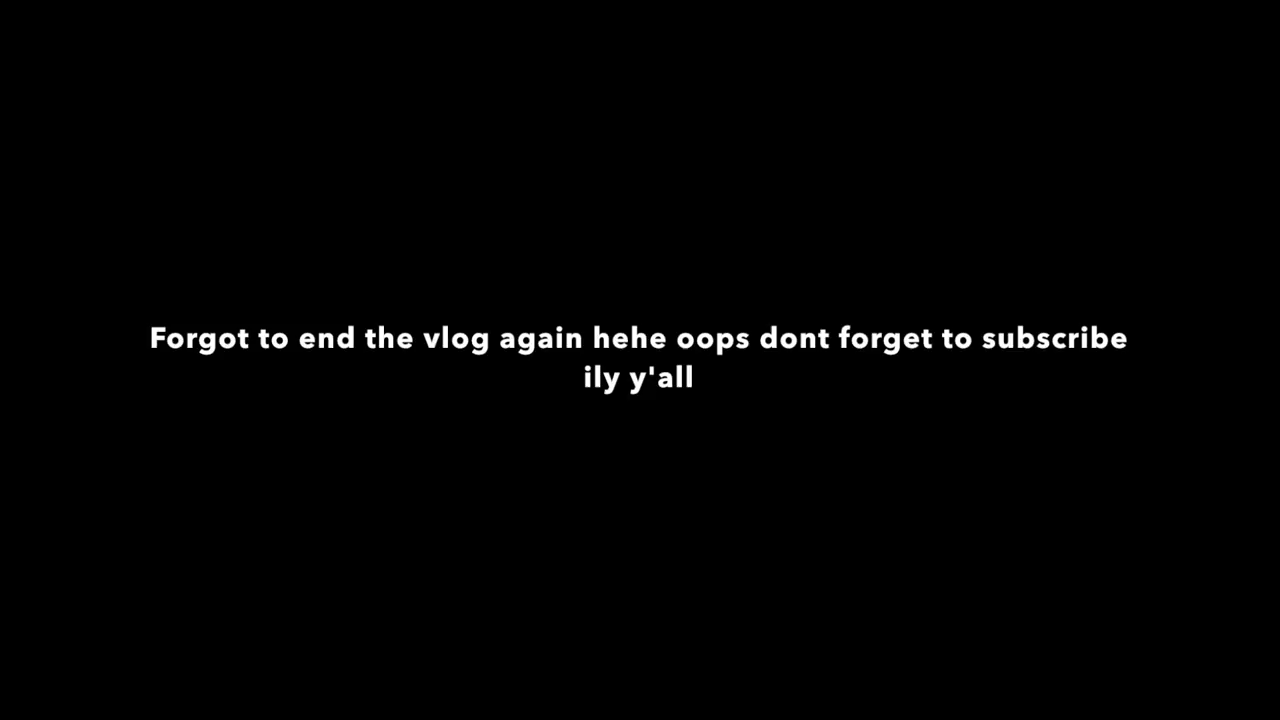 Forgot to end the vlog again hehe oops dont forget to subscribe
ily y'all